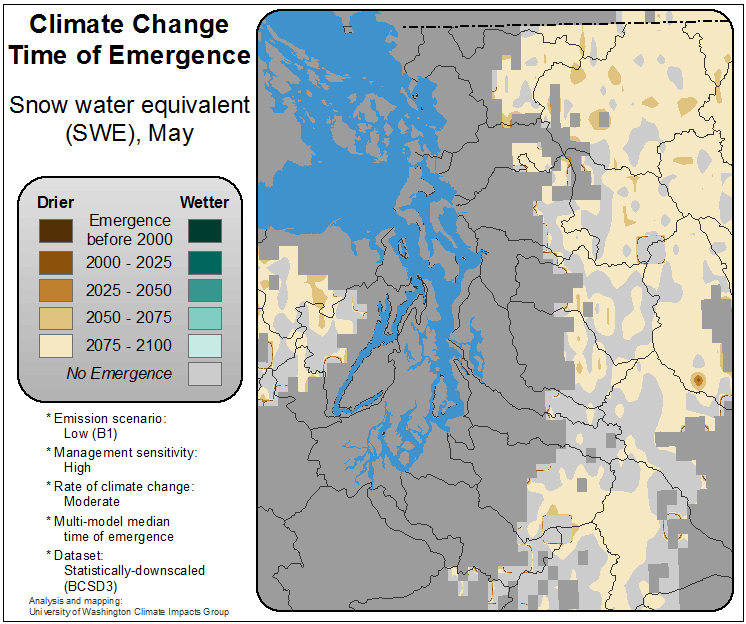 Climate Change
Time of Emergence
Snow water equivalent
(SWE), May
Drier Wetter
Emergence
before 2000
2000 - 2025
2025 - 2050
2050 - 2075
2075 - 2100
No Emergence
* Emission scenario:
Low (B1)
* Management sensitivity:
High
* Rate of climate change:
Moderate
* Multi-model median
time of emergence
* Dataset:
Statistically-downscaled
(BCSD3)
Analysis and mapping:
University of Washington Climate Impacts Group